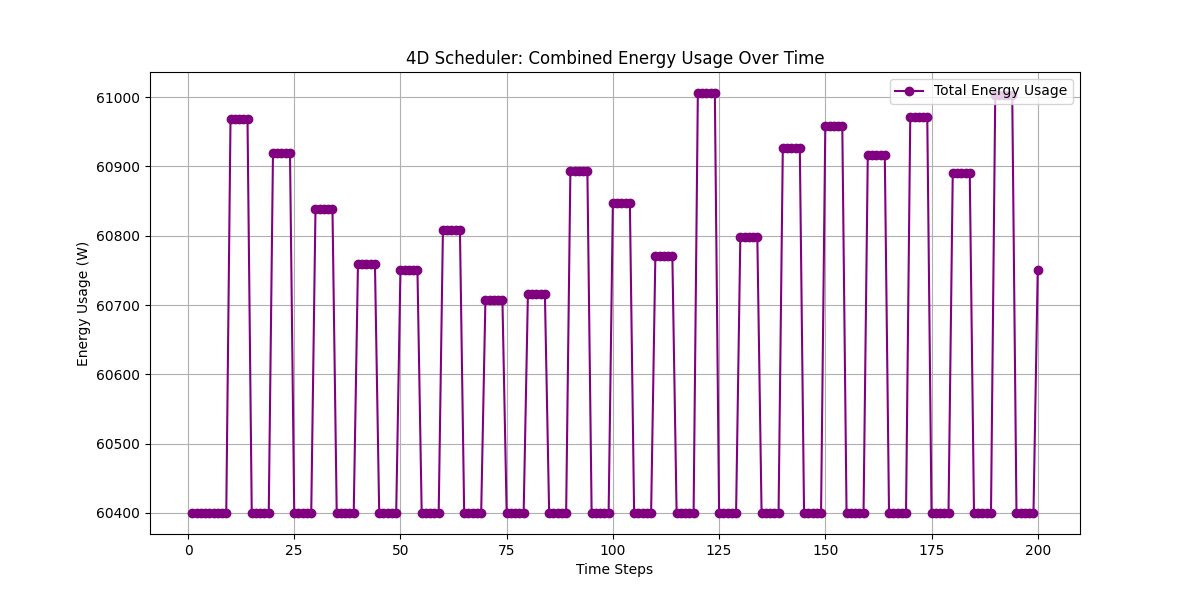 4D Scheduler: Combined Energy Usage Over Time
Total Energy Usage
Energy Usage (W)
61000
60900
60800
60700
60600
60500
60400
0 25 50 75 100 125 150 175 200
Time Steps